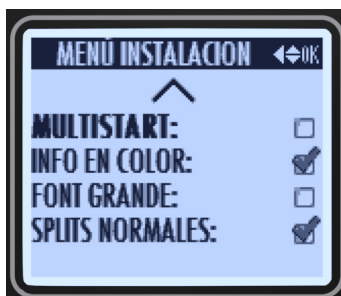 MENÚ INSTALACION OK
MULTISTART:
INFO EN COLOR:
FONT GRANDE:
SPLITS NORMALES: